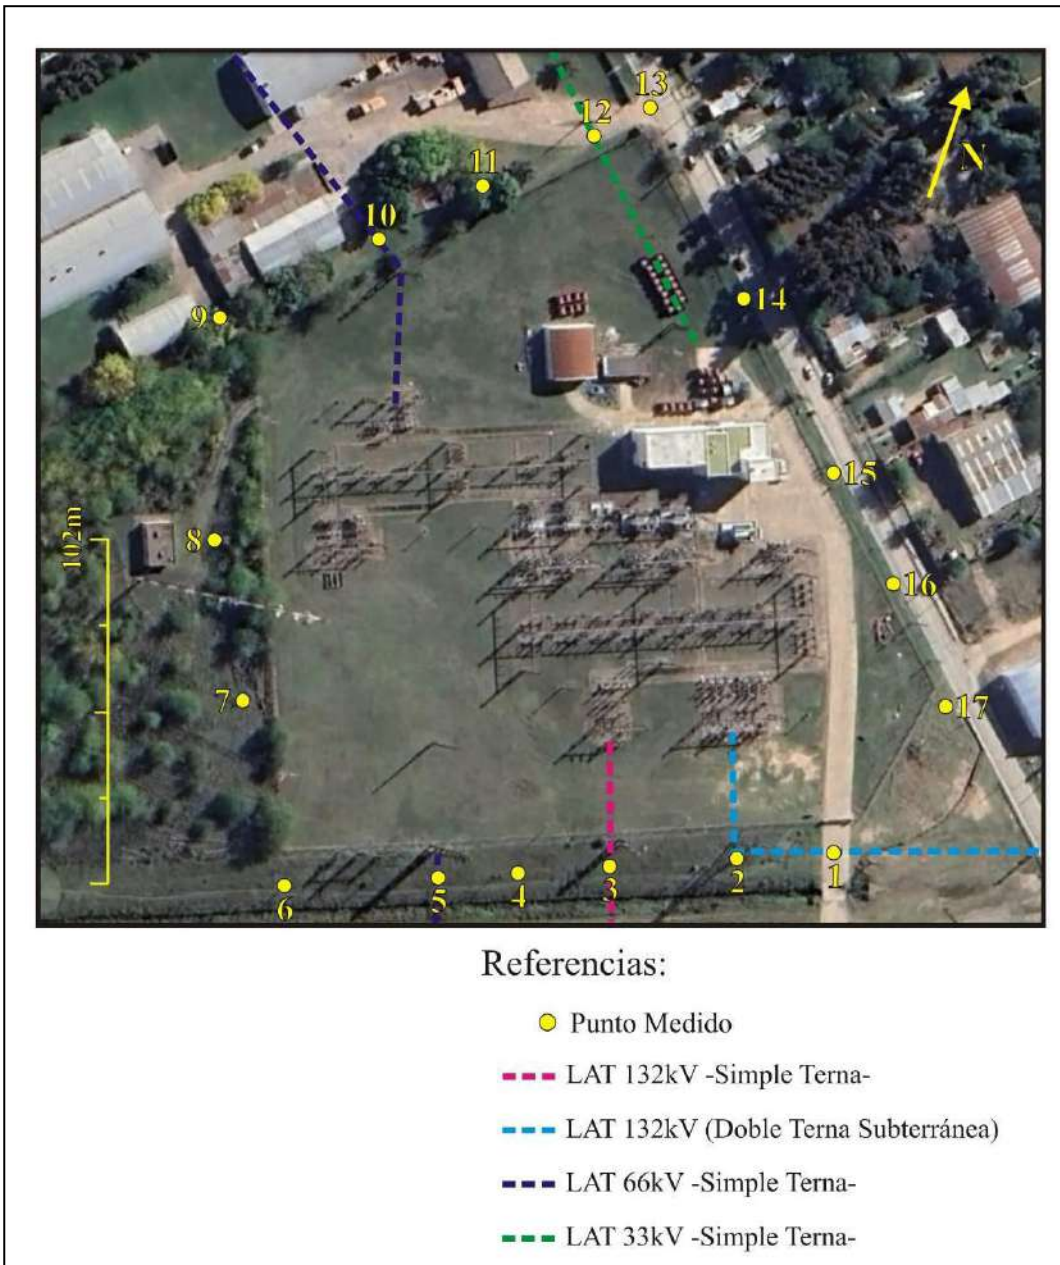 13
12
N
11
10
14
9
15
102m
8
16
7
17
1
2
3
4
5
6
Referencias:
Punto Medido
LAT 132kV -Simple Terna-
LAT 132kV (Doble Terna Subterránea)
LAT 66kV -Simple Terna-
LAT 33kV -Simple Terna-